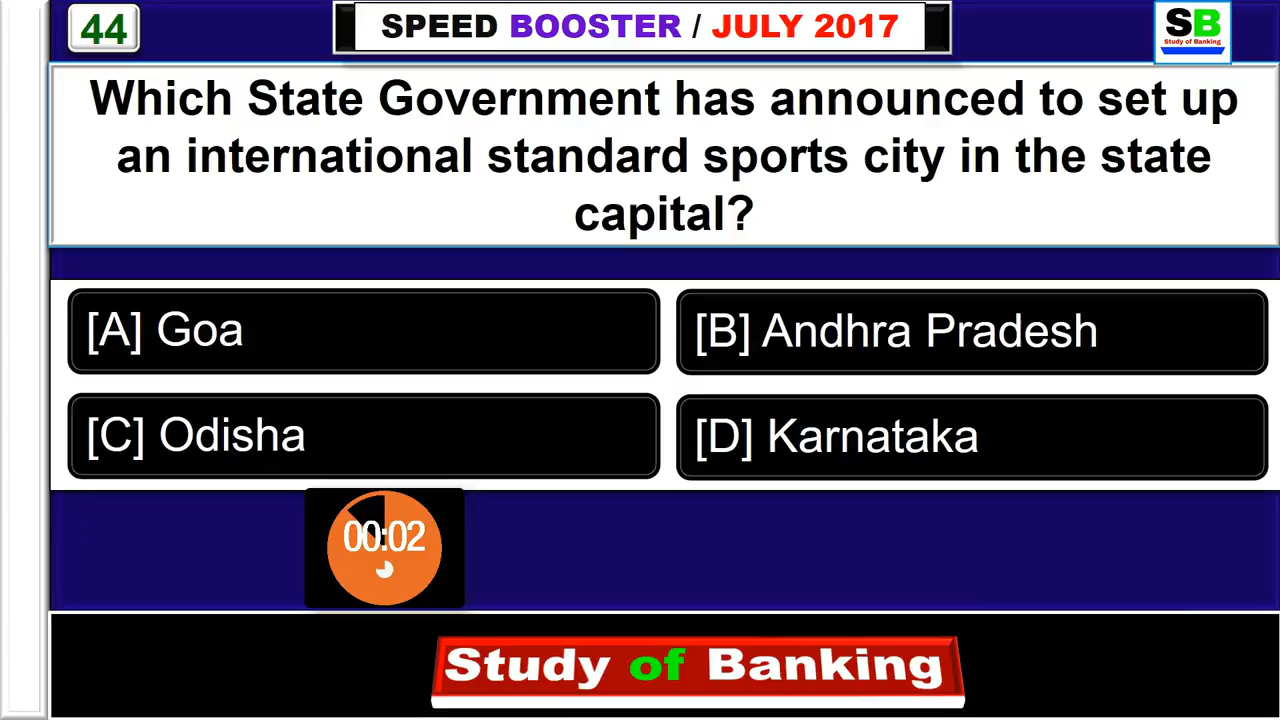 44
SPEED BOOSTER / JULY 2017
SB
Study of Banking
Which State Government has announced to set up
an international standard sports city in the state
capital?
[A] Goa
[B] Andhra Pradesh
[C] Odisha
[D] Karnataka
00:02
Study of Banking